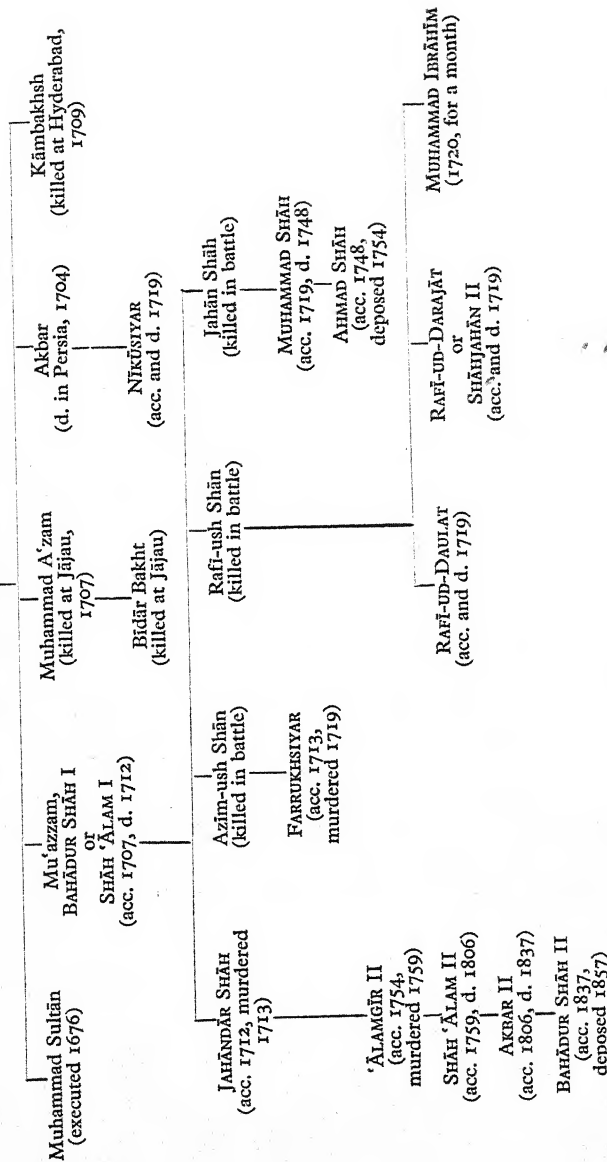 Muhammad Sultān
(executed 1676)
Mu‘azzam,
BAHĀDUR SHĀH I
or
SHĀH ‘ĀLAM I
(acc. 1707, d. 1712)
Muhammad A‘zam
(killed at Jājau,
1707)
Akbar
(d. in Persia, 1704)
Kāmbakhsh
(killed at Hyderabad,
1709)
Bīdār Bakht
(killed at Jājau)
NĪKŪSIYAR
(acc. and d. 1719)
JAHĀNDĀR SHĀH
(acc. 1712, murdered
1713)
Azīm-ush Shān
(killed in battle)
Rafī-ush Shān
(killed in battle)
Jahān Shāh
(killed in battle)
FARRUKHSIYAR
(acc. 1713,
murdered 1719)
MUHAMMAD SHĀH
(acc. 1719, d. 1748)
AHMAD SHĀH
(acc. 1748,
deposed 1754)
‘ĀLAMGĪR II
(acc. 1754,
murdered 1759)
SHĀH ‘ĀLAM II
(acc. 1759, d. 1806)
AKBAR II
(acc. 1806, d. 1837)
BAHĀDUR SHĀH II
(acc. 1837,
deposed 1857)
RAFĪ-UD-DAULAT
(acc. and d. 1719)
RAFĪ-UD-DARAJĀT
or
SHĀHJAHĀN II
(acc. and d. 1719)
MUHAMMAD IBRĀHĪM
(1720, for a month)